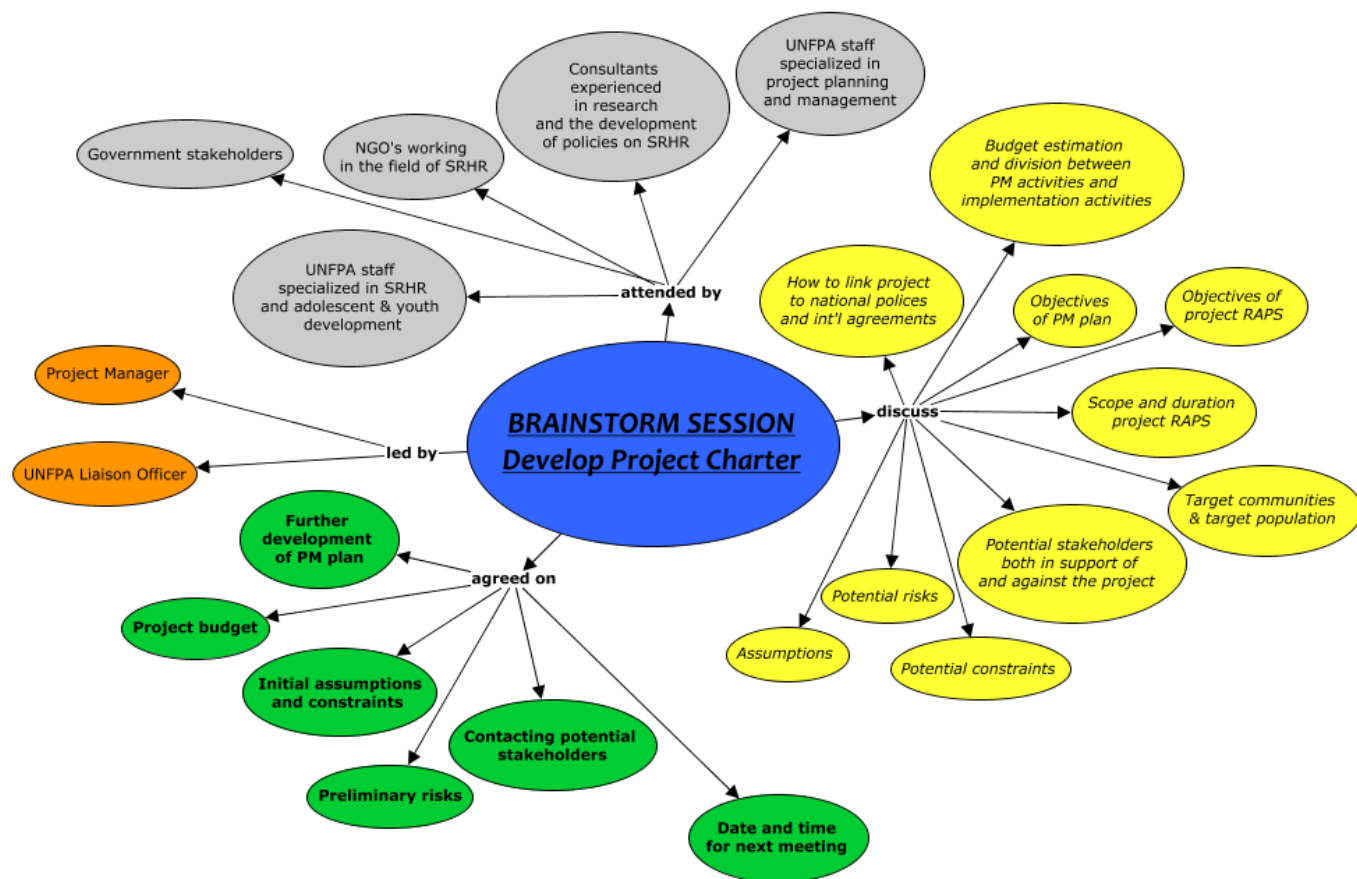 UNFPA staff
specialized in
project planning
and management
Consultants
experienced
in research
and the development
of policies on SRHR
NGO's working
in the field of SRHR
Government stakeholders
UNFPA staff
specialized in SRHR
and adolescent & youth
development
attended by
Budget estimation
and division between
PM activities and
implementation activities
How to link project
to national polices
and int'l agreements
Objectives
of PM plan
Objectives of
project RAPS
discuss
Scope and duration
project RAPS
Target communities
& target population
Potential stakeholders
both in support of
and against the project
Potential risks
Assumptions
Potential constraints
BRAINSTORM SESSION
Develop Project Charter
Project Manager
led by
UNFPA Liaison Officer
Further
development
of PM plan
agreed on
Project budget
Initial assumptions
and constraints
Contacting potential
stakeholders
Preliminary risks
Date and time
for next meeting